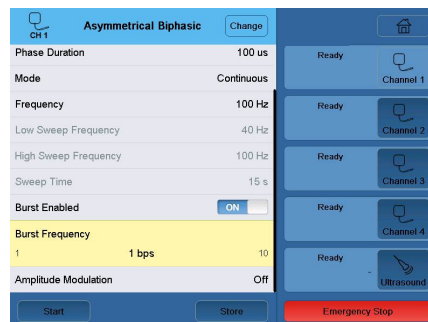 CH 1
Asymmetrical Biphasic
Change
Phase Duration 100 us
Mode Continuous
Frequency 100 Hz
Low Sweep Frequency 40 Hz
High Sweep Frequency 100 Hz
Sweep Time 15 s
Burst Enabled ON
Burst Frequency
1 1 bps 10
Amplitude Modulation Off
Start Store
Ready
Channel 1
Ready
Channel 2
Ready
Channel 3
Ready
Channel 4
Ready
-
Ultrasound
Emergency Stop